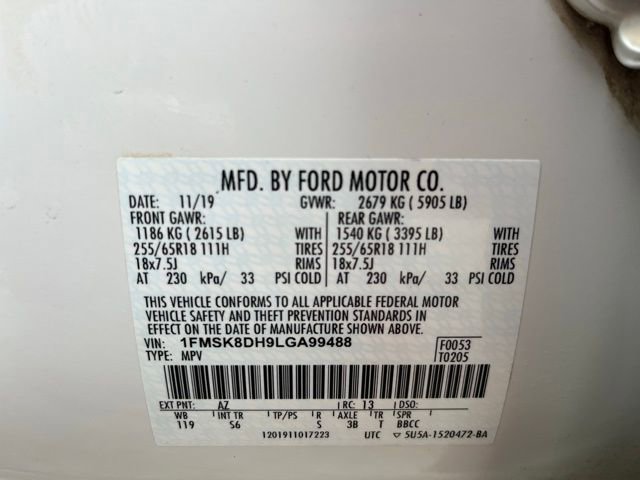 MFD. BY FORD MOTOR CO.
DATE: 11/19 GVWR: 2679 KG ( 5905 LB)
FRONT GAWR: REAR GAWR:
1186 KG ( 2615 LB) WITH 1540 KG ( 3395 LB) WITH
255/65R18 111H TIRES 255/65R18 111H TIRES
18x7.5J RIMS 18x7.5J RIMS
AT 230 kPa/ 33 PSI COLD AT 230 kPa/ 33 PSI COLD
THIS VEHICLE CONFORMS TO ALL APPLICABLE FEDERAL MOTOR
VEHICLE SAFETY AND THEFT PREVENTION STANDARDS IN
EFFECT ON THE DATE OF MANUFACTURE SHOWN ABOVE.
VIN: 1FMSK8DH9LGA99488 F0053
TYPE: MPV T0205
EXT PNT: AZ RC: 13 DSO:
WB INT TR TP/PS R AXLE TR SPR
119 S6 S 3B T BBCC
1201911017223 UTC ▽ 5U5A-1520472-BA